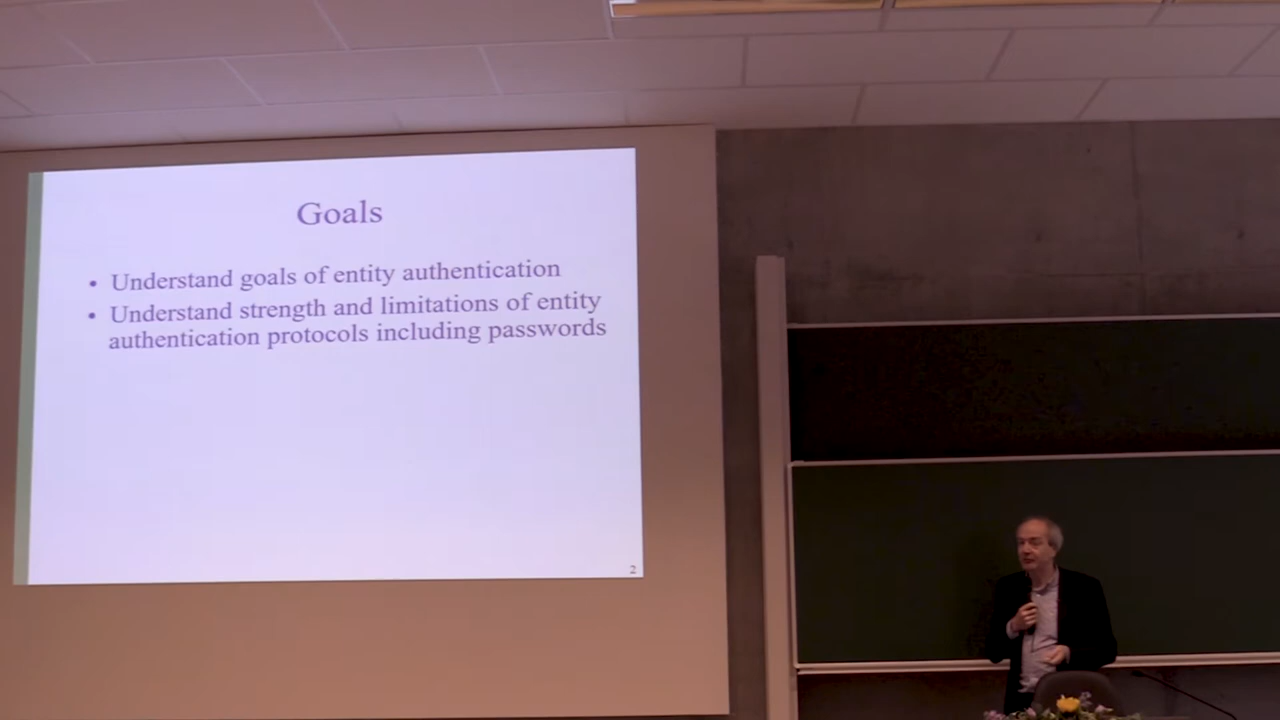 Goals
• Understand goals of entity authentication
• Understand strength and limitations of entity
authentication protocols including passwords
2